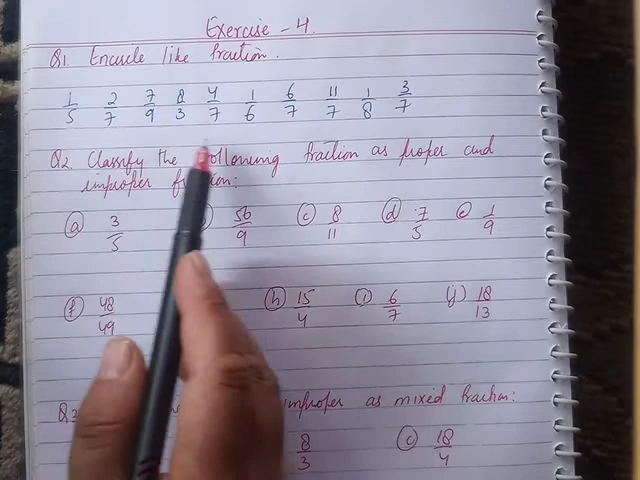 Exercise - 4
Q1. Encircle like fraction.
1/5 2/7 7/9 8/3 4/7 1/6 6/7 11/7 1/8 3/7
Q2. Classify the following fraction as proper and
improper fraction:
(a) 3/5 56/9 (c) 8/11 (d) 7/5 (e) 1/9
(f) 48/49 (h) 15/4 (i) 6/7 (j) 18/13
improper as mixed fraction:
8/3 (c) 18/4